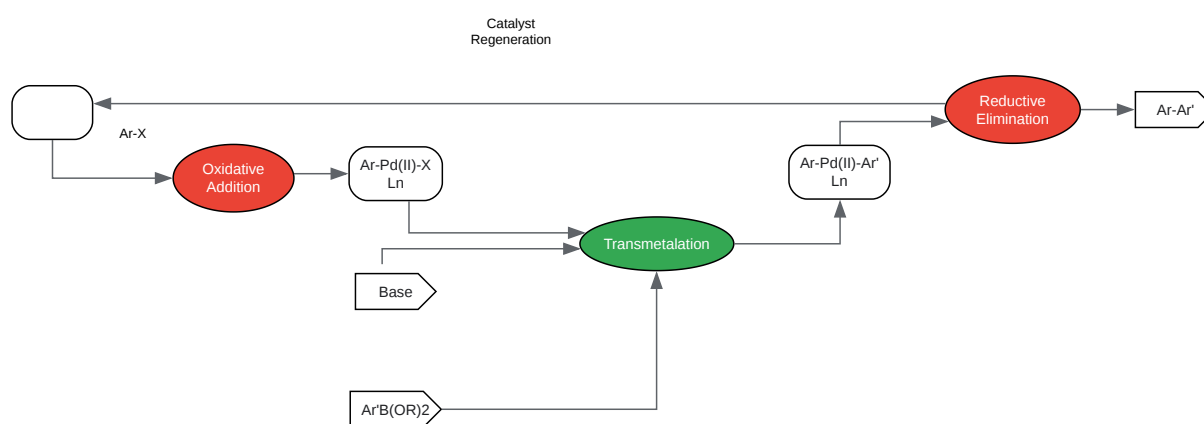 Catalyst
Regeneration
Ar-X
Oxidative
Addition
Ar-Pd(II)-X
Ln
Base
Ar'B(OR)2
Transmetalation
Ar-Pd(II)-Ar'
Ln
Reductive
Elimination
Ar-Ar'